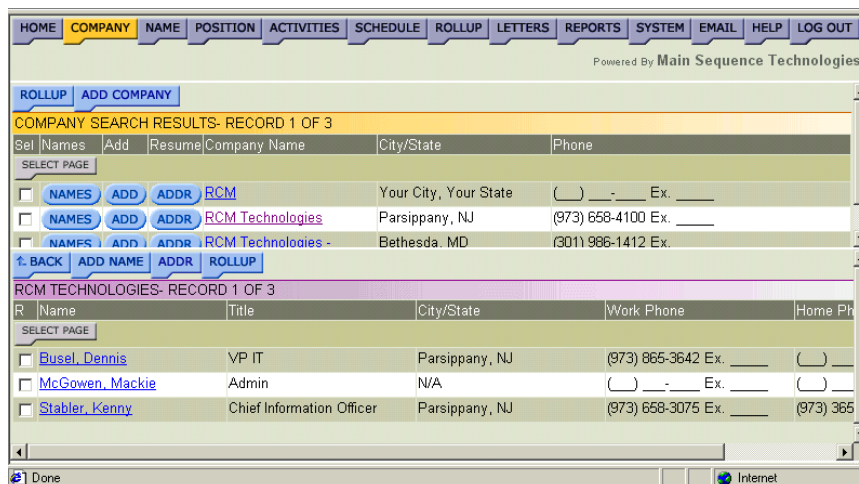 HOME COMPANY NAME POSITION ACTIVITIES SCHEDULE ROLLUP LETTERS REPORTS SYSTEM EMAIL HELP LOG OUT
Powered By Main Sequence Technologies
ROLLUP ADD COMPANY
COMPANY SEARCH RESULTS- RECORD 1 OF 3
Sel Names Add Resume Company Name City/State Phone
SELECT PAGE
NAMES ADD ADDR RCM Your City, Your State (__) ___-____ Ex. _____
NAMES ADD ADDR RCM Technologies Parsippany, NJ (973) 658-4100 Ex. _____
NAMES ADD ADDR RCM Technologies - Bethesda, MD (301) 986-1412 Ex.
BACK ADD NAME ADDR ROLLUP
RCM TECHNOLOGIES- RECORD 1 OF 3
R Name Title City/State Work Phone Home Ph
SELECT PAGE
Busel, Dennis VP IT Parsippany, NJ (973) 865-3642 Ex. _____ (__) __
McGowen, Mackie Admin N/A (__) ___-____ Ex. _____ (__) __
Stabler, Kenny Chief Information Officer Parsippany, NJ (973) 658-3075 Ex. _____ (973) 365
Done Internet